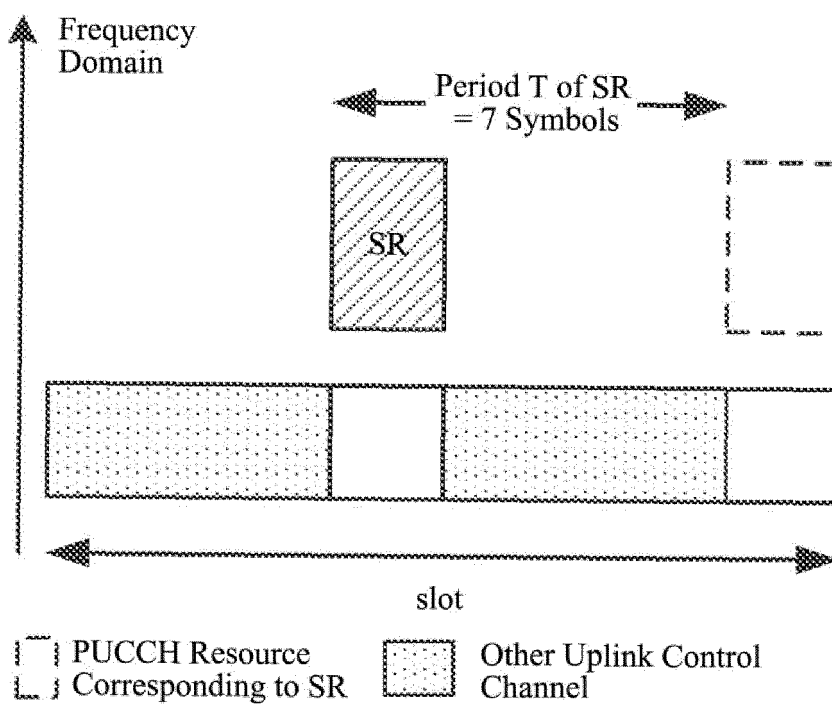 Frequency
Domain
Period T of SR
= 7 Symbols
SR
slot
PUCCH Resource
Corresponding to SR
Other Uplink Control
Channel